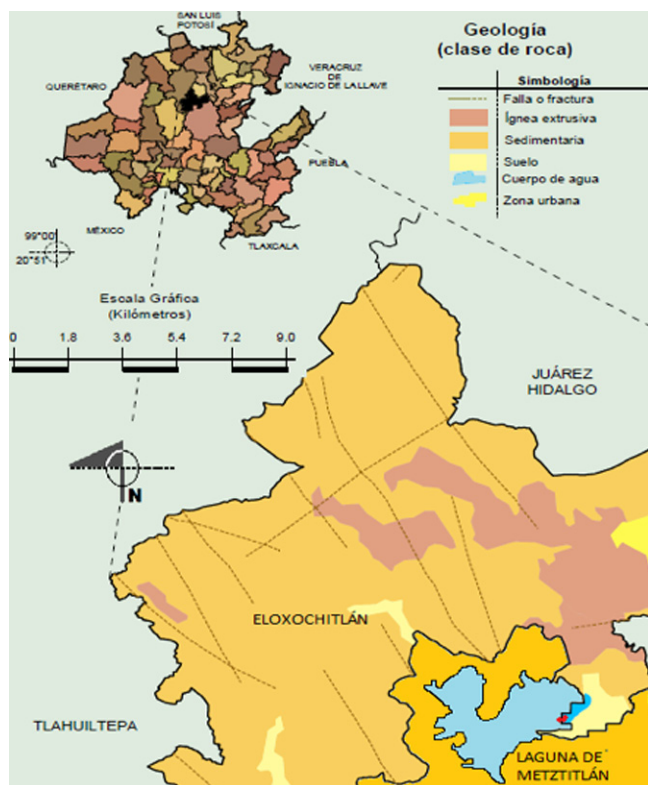 SAN LUIS
POTOSÍ
QUERÉTARO
VERACRUZ
DE
IGNACIO DE LA LLAVE
PUEBLA
MÉXICO
TLAXCALA
99°00'
20°51'
Geología
(clase de roca)
Simbología
Falla o fractura
Ígnea extrusiva
Sedimentaria
Suelo
Cuerpo de agua
Zona urbana
Escala Gráfica
(Kilómetros)
0 1.8 3.6 5.4 7.2 9.0
JUÁREZ
HIDALGO
N
ELOXOCHITLÁN
TLAHUILTEPA
LAGUNA DE
METZTITLÁN